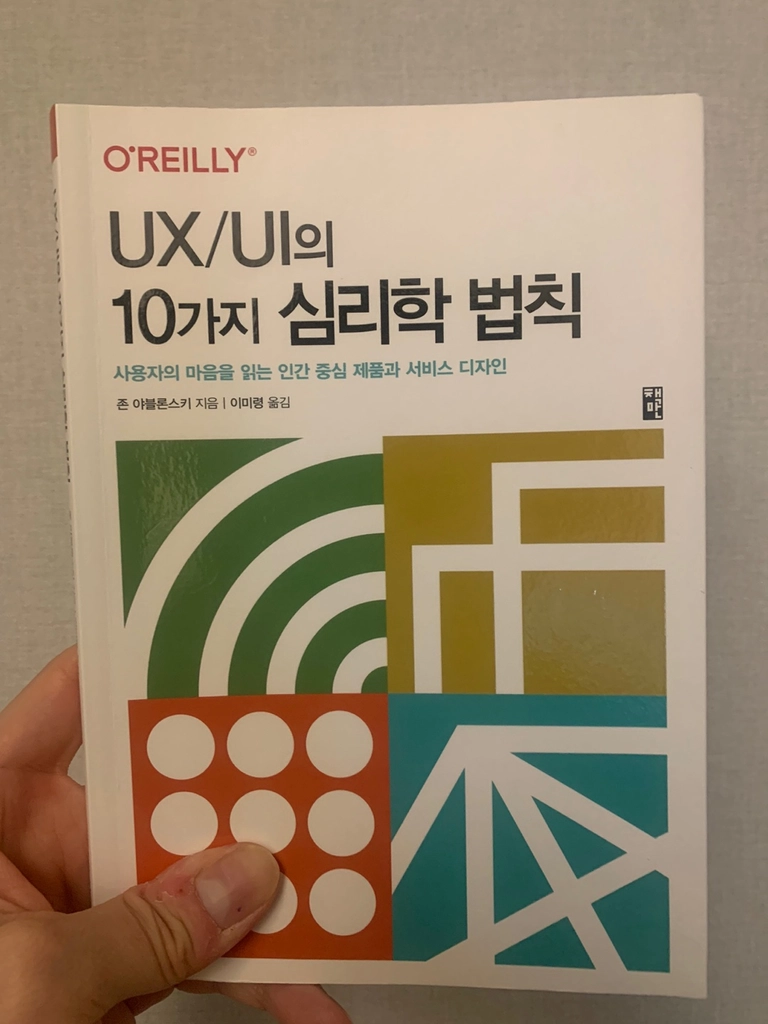 O'REILLY®
UX/UI의
10가지 심리학 법칙
사용자의 마음을 읽는 인간 중심 제품과 서비스 디자인
존 야블론스키 지음 | 이미령 옮김
책만